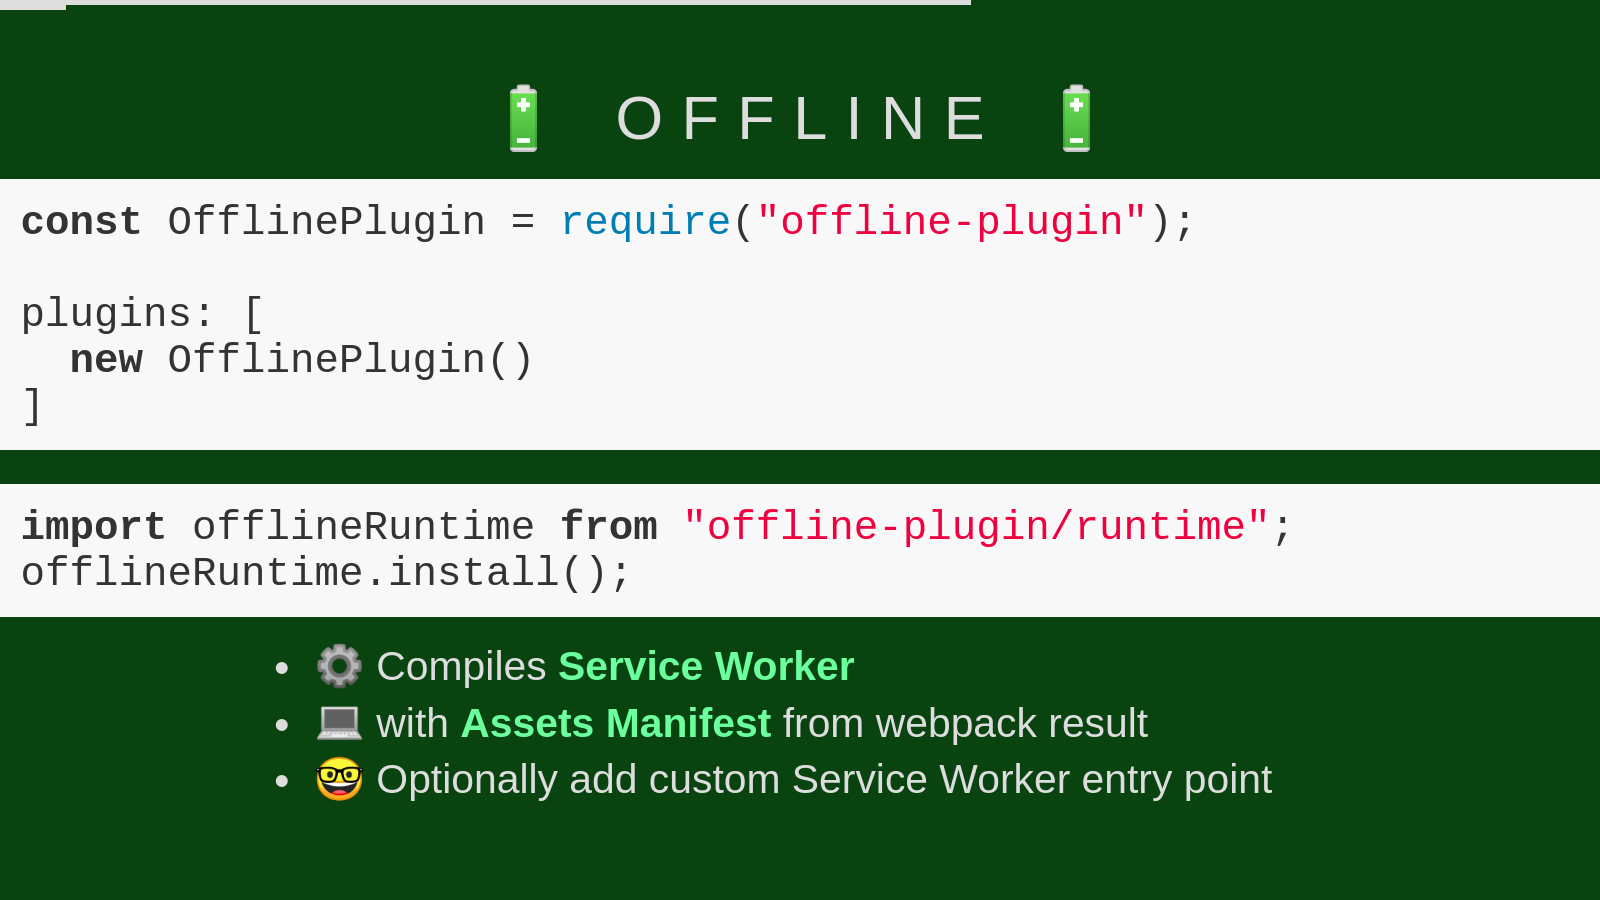 🔋 OFFLINE 🔋
const OfflinePlugin = require("offline-plugin");
plugins: [
  new OfflinePlugin()
]
import offlineRuntime from "offline-plugin/runtime";
offlineRuntime.install();
• ⚙️ Compiles Service Worker
• 💻 with Assets Manifest from webpack result
• 🤓 Optionally add custom Service Worker entry point